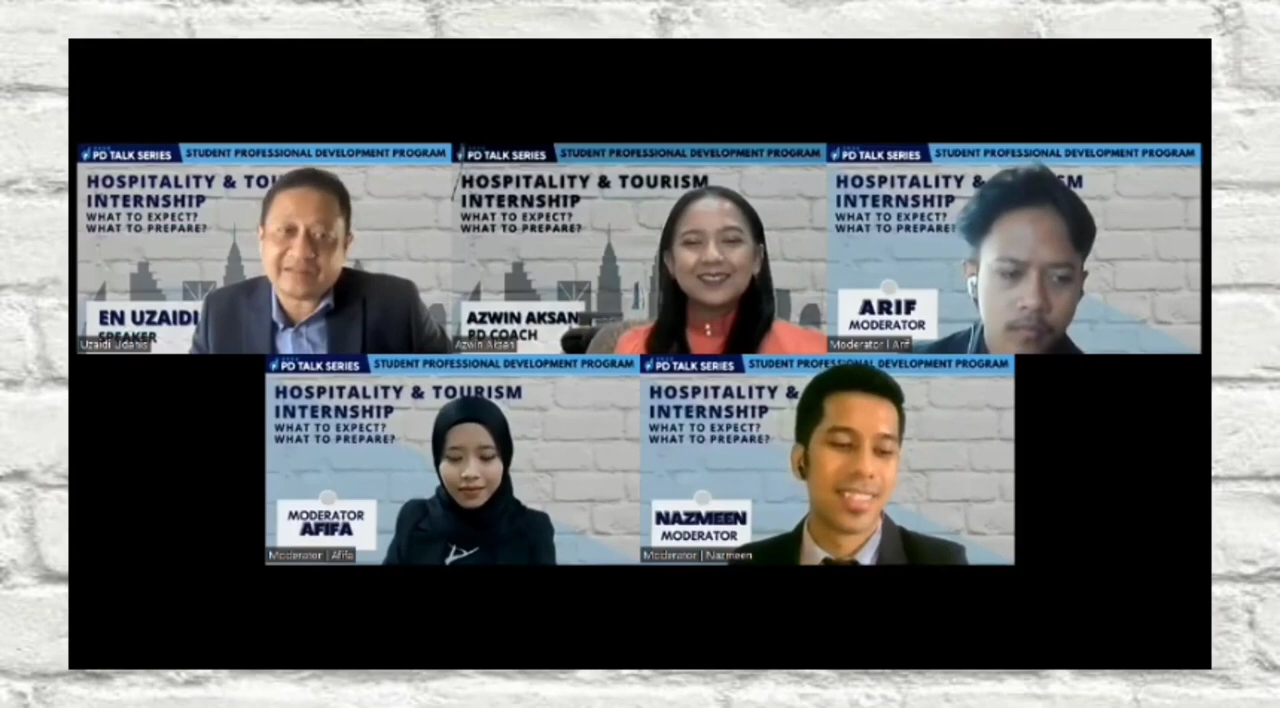 PD TALK SERIES
STUDENT PROFESSIONAL DEVELOPMENT PROGRAM
HOSPITALITY & TOU
INTERNSHIP
WHAT TO EXPECT?
WHAT TO PREPARE?
EN UZAIDI
SPEAKER
Uzaidi Udanis
PD TALK SERIES
STUDENT PROFESSIONAL DEVELOPMENT PROGRAM
HOSPITALITY & TOURISM
INTERNSHIP
WHAT TO EXPECT?
WHAT TO PREPARE?
AZWIN AKSAN
PD COACH
Azwin Aksan
PD TALK SERIES
STUDENT PROFESSIONAL DEVELOPMENT PROGRAM
HOSPITALITY & SM
INTERNSHIP
WHAT TO EXPECT?
WHAT TO PREPARE?
ARIF
MODERATOR
Moderator | Arif
PD TALK SERIES
STUDENT PROFESSIONAL DEVELOPMENT PROGRAM
HOSPITALITY & TOURISM
INTERNSHIP
WHAT TO EXPECT?
WHAT TO PREPARE?
MODERATOR
AFIFA
Moderator | Afifa
PD TALK SERIES
STUDENT PROFESSIONAL DEVELOPMENT PROGRAM
HOSPITALITY &
INTERNSHIP
WHAT TO EXPECT?
WHAT TO PREPARE?
NAZMEEN
MODERATOR
Moderator | Nazmeen